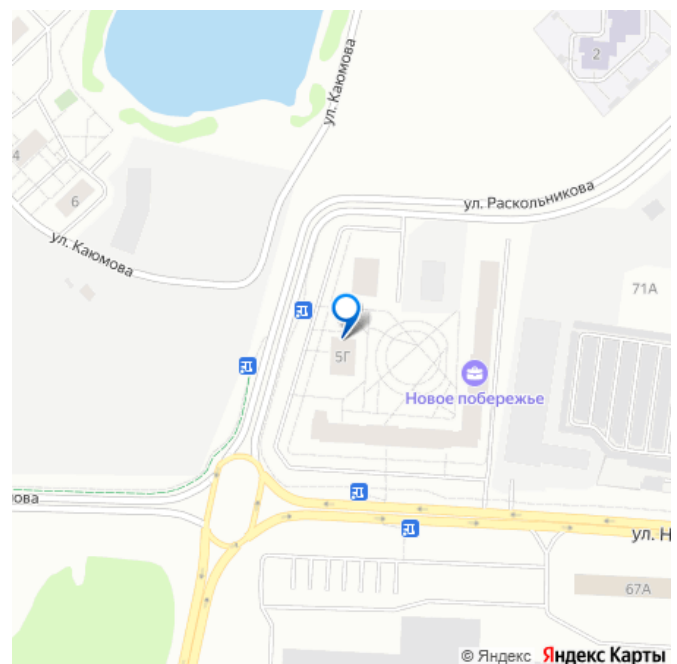 ул. Каюмова
2
4
6
ул. Каюмова
ул. Раскольникова
71А
5Г
Новое побережье
ова
ул. Н
67А
© Яндекс Яндекс Карты